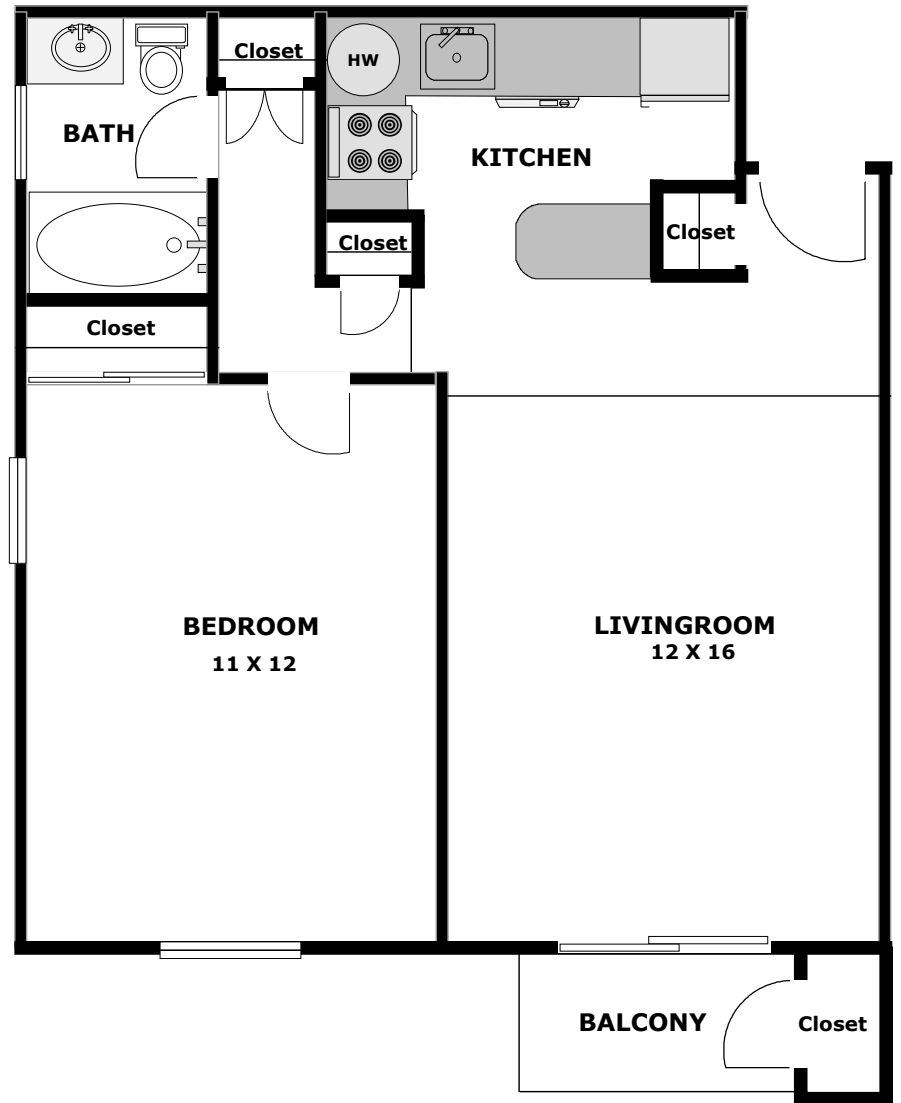 Closet
HW
BATH
KITCHEN
Closet
Closet
Closet
BEDROOM
11 X 12
LIVINGROOM
12 X 16
BALCONY
Closet